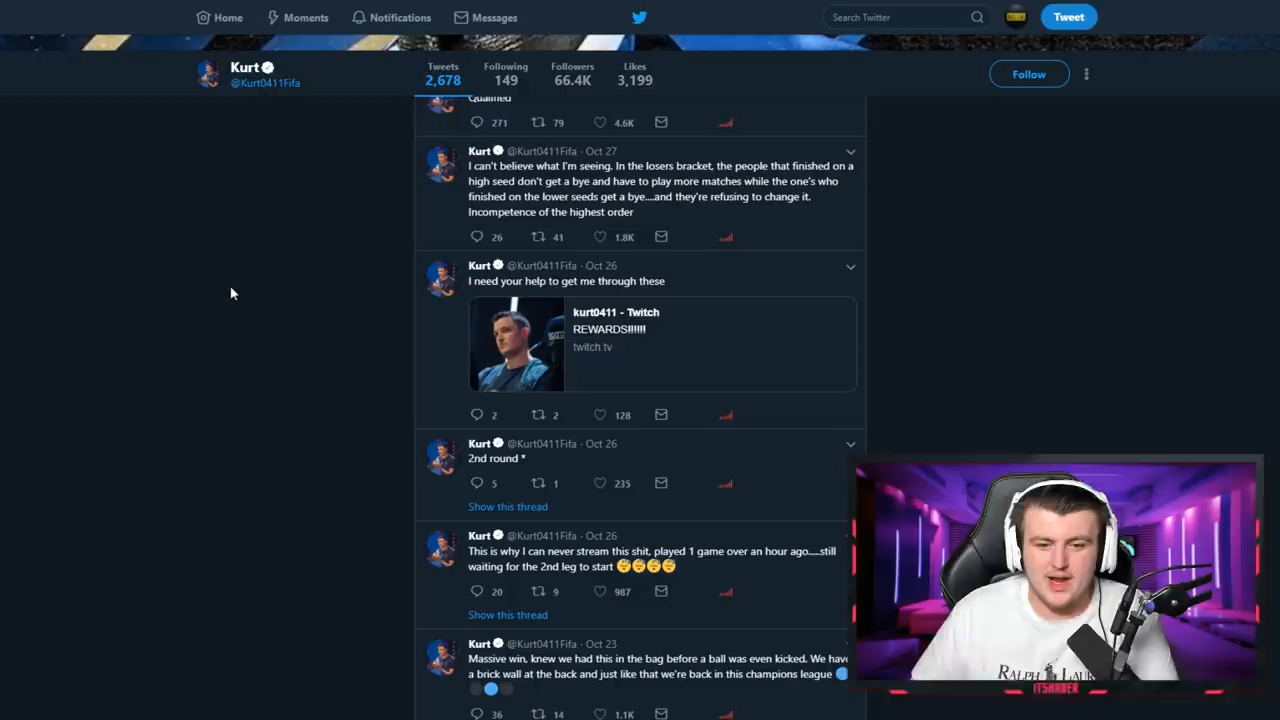 Home Moments Notifications Messages Search Twitter Tweet
Kurt
@Kurt0411Fifa
Tweets Following Followers Likes
2,678 149 66.4K 3,199
Follow
Qualified
271 79 4.6K
Kurt @Kurt0411Fifa · Oct 27
I can't believe what I'm seeing. In the losers bracket, the people that finished on a
high seed don't get a bye and have to play more matches while the one's who
finished on the lower seeds get a bye....and they're refusing to change it.
Incompetence of the highest order
26 41 1.8K
Kurt @Kurt0411Fifa · Oct 26
I need your help to get me through these
kurt0411 - Twitch
REWARDS!!!!!!
twitch.tv
2 2 128
Kurt @Kurt0411Fifa · Oct 26
2nd round *
5 1 235
Show this thread
Kurt @Kurt0411Fifa · Oct 26
This is why I can never stream this shit, played 1 game over an hour ago.....still
waiting for the 2nd leg to start 😴😴😴😴
20 9 987
Show this thread
Kurt @Kurt0411Fifa · Oct 23
Massive win, knew we had this in the bag before a ball was even kicked. We have
a brick wall at the back and just like that we're back in this champions league 🔵
⚫🔵⚫
36 14 1.1K
RALPH LAU
ITSHABER